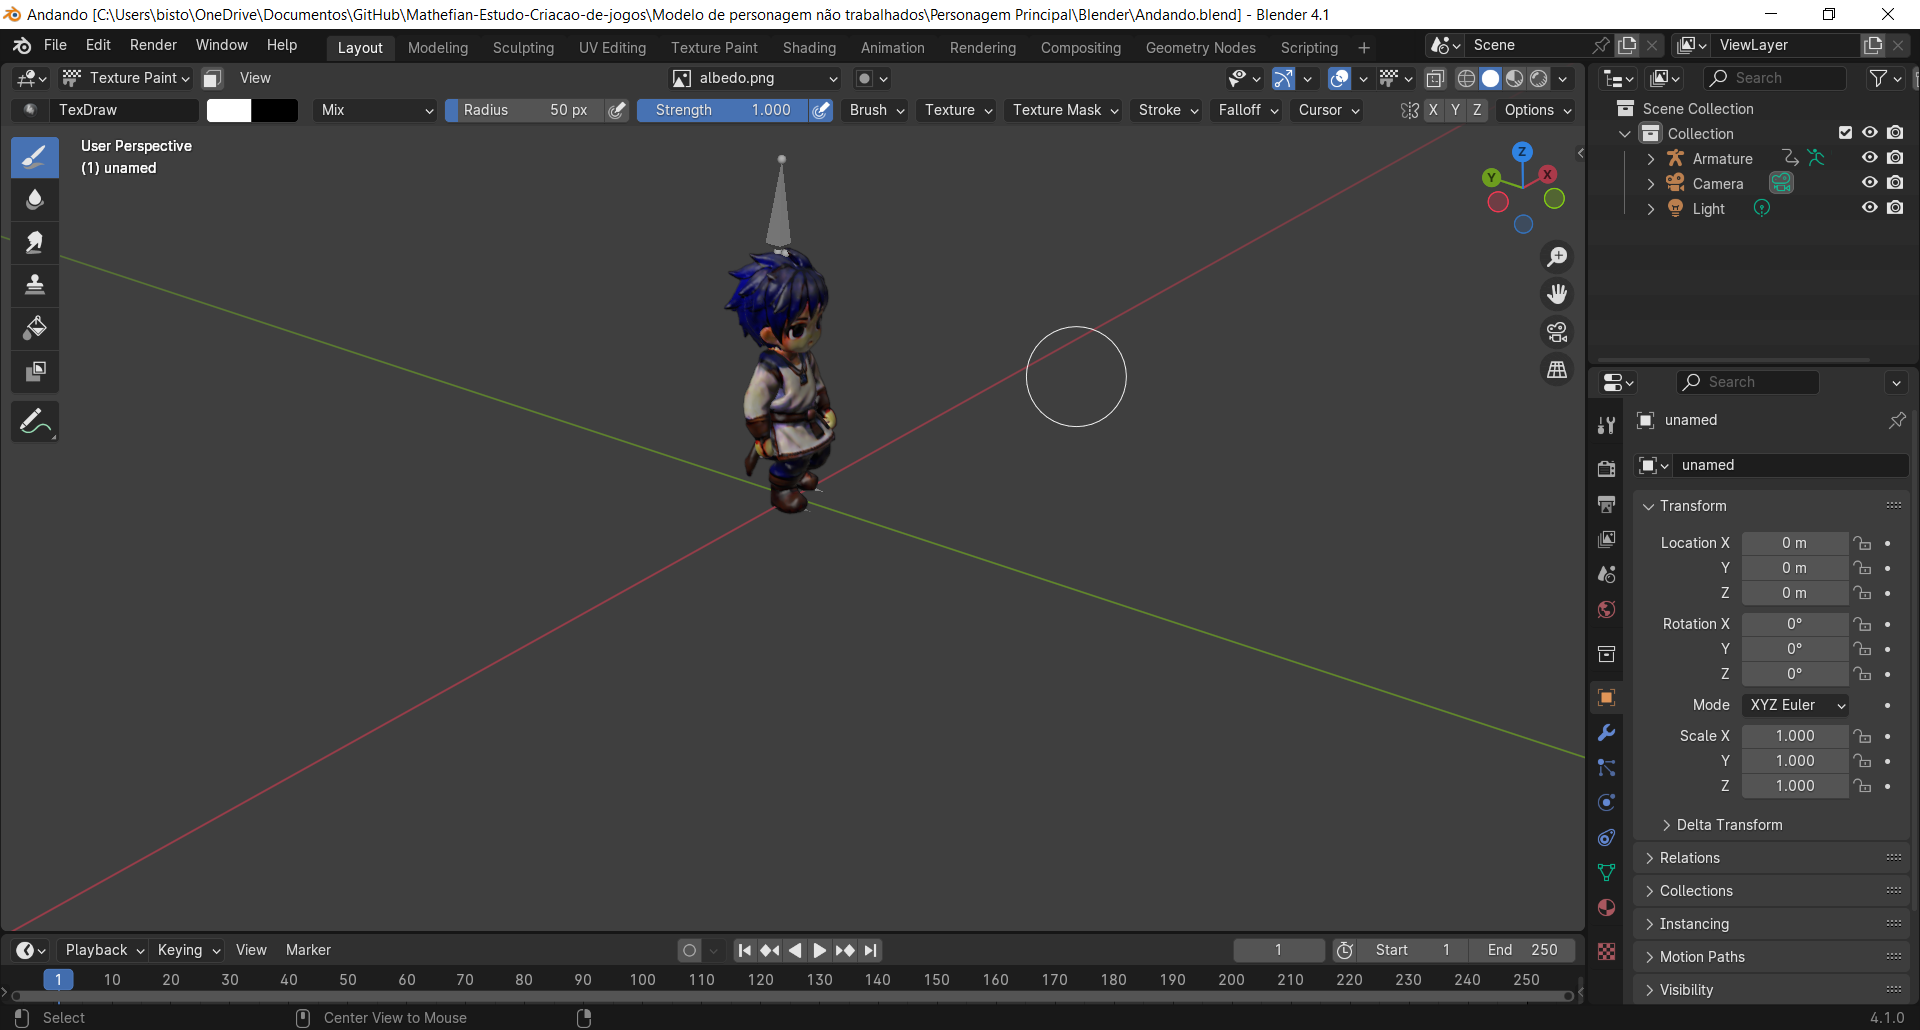 Andando [C:\Users\bisto\OneDrive\Documentos\GitHub\Mathefian-Estudo-Criacao-de-jogos\Modelo de personagem não trabalhados\Personagem Principal\Blender\Andando.blend] - Blender 4.1
File Edit Render Window Help Layout Modeling Sculpting UV Editing Texture Paint Shading Animation Rendering Compositing Geometry Nodes Scripting + Scene ViewLayer
Texture Paint View albedo.png Search
TexDraw Mix Radius 50 px Strength 1.000 Brush Texture Texture Mask Stroke Falloff Cursor X Y Z Options
User Perspective
(1) unamed
Z
Y
X
Scene Collection
Collection
Armature
Camera
Light
Search
unamed
unamed
Transform
Location X 0 m
Y 0 m
Z 0 m
Rotation X 0°
Y 0°
Z 0°
Mode XYZ Euler
Scale X 1.000
Y 1.000
Z 1.000
Delta Transform
Relations
Collections
Instancing
Motion Paths
Visibility
Playback Keying View Marker 1 Start 1 End 250
1 10 20 30 40 50 60 70 80 90 100 110 120 130 140 150 160 170 180 190 200 210 220 230 240 250
Select Center View to Mouse 4.1.0